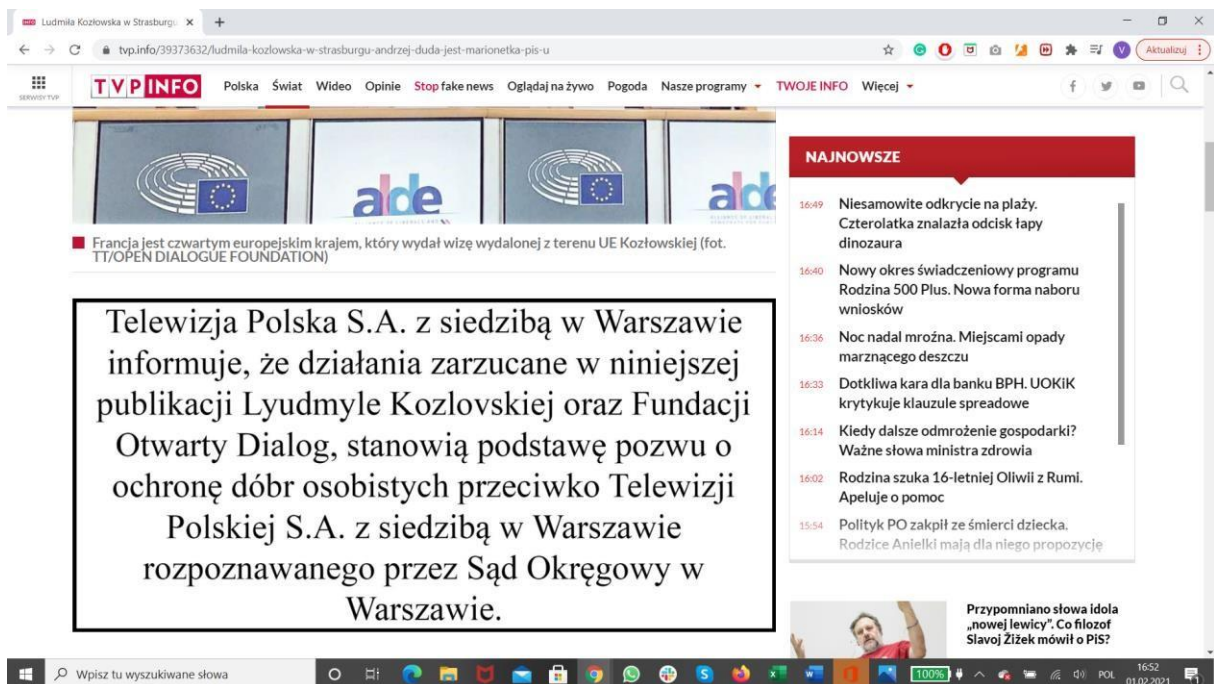 Ludmiła Kozłowska w Strasburgu
tvp.info/39373632/ludmila-kozlowska-w-strasburgu-andrzej-duda-jest-marionetka-pis-u
Aktualizuj
SERWISY TVP
TVP INFO Polska Świat Wideo Opinie Stop fake news Oglądaj na żywo Pogoda Nasze programy TWOJE INFO Więcej
alde
Francja jest czwartym europejskim krajem, który wydał wizę wydalonej z terenu UE Kozłowskiej (fot.
TT/OPEN DIALOGUE FOUNDATION)
Telewizja Polska S.A. z siedzibą w Warszawie
informuje, że działania zarzucane w niniejszej
publikacji Lyudmyle Kozlovskiej oraz Fundacji
Otwarty Dialog, stanowią podstawę pozwu o
ochronę dóbr osobistych przeciwko Telewizji
Polskiej S.A. z siedzibą w Warszawie
rozpoznawanego przez Sąd Okręgowy w
Warszawie.
NAJNOWSZE
16:49 Niesamowite odkrycie na plaży.
Czterolatka znalazła odcisk łapy
dinozaura
16:40 Nowy okres świadczeniowy programu
Rodzina 500 Plus. Nowa forma naboru
wniosków
16:36 Noc nadal mroźna. Miejscami opady
marznącego deszczu
16:33 Dotkliwa kara dla banku BPH. UOKiK
krytykuje klauzule spreadowe
16:14 Kiedy dalsze odmrożenie gospodarki?
Ważne słowa ministra zdrowia
16:02 Rodzina szuka 16-letniej Oliwii z Rumi.
Apeluje o pomoc
15:54 Polityk PO zakpił ze śmierci dziecka.
Rodzice Anielki mają dla niego propozycję
Przypomniano słowa idola
„nowej lewicy”. Co filozof
Slavoj Žižek mówił o PiS?
Wpisz tu wyszukiwane słowa
100%
POL
16:52
01.02.2021